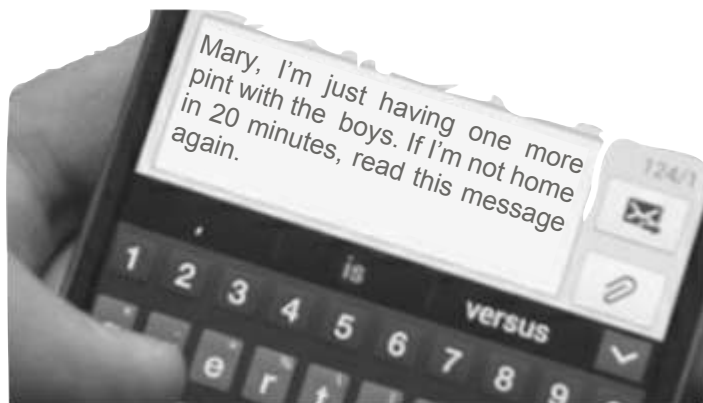 Mary, I’m just having one more
pint with the boys. If I’m not home
in 20 minutes, read this message
again.
124/1
, is versus
1 2 3 4 5 6 7 8 9
e r t